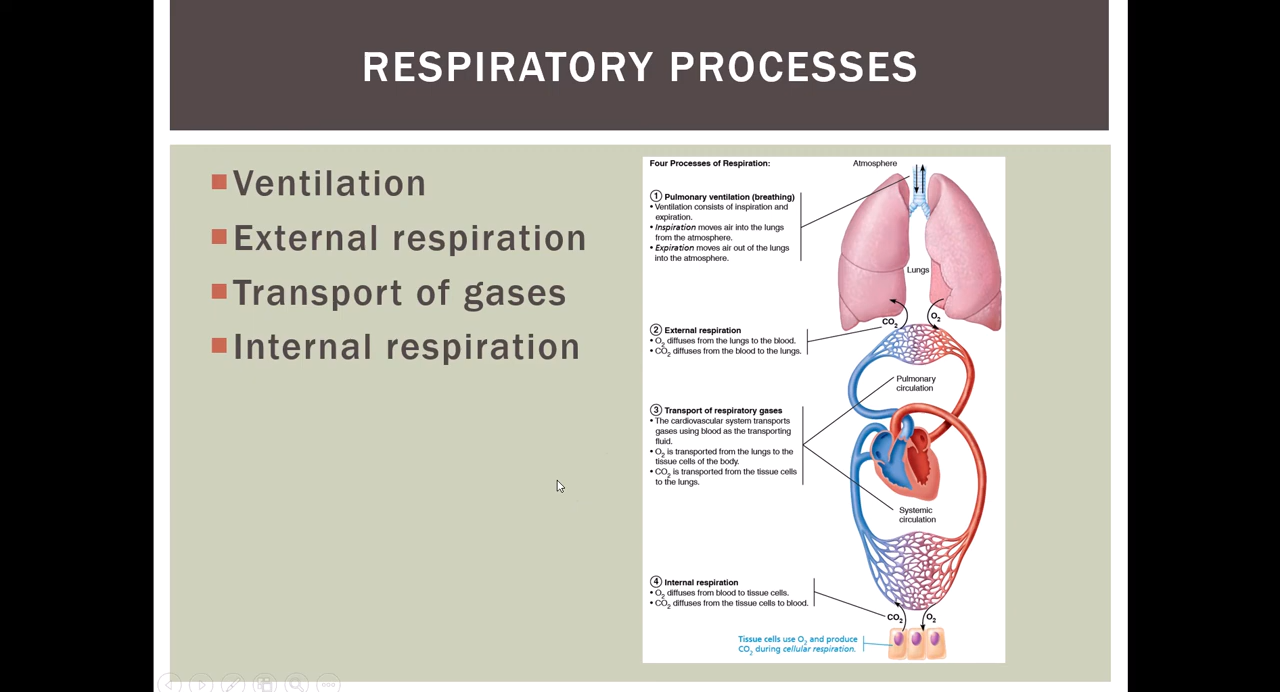 RESPIRATORY PROCESSES
Ventilation
External respiration
Transport of gases
Internal respiration
Four Processes of Respiration:
Atmosphere
① Pulmonary ventilation (breathing)
• Ventilation consists of inspiration and
expiration.
• Inspiration moves air into the lungs
from the atmosphere.
• Expiration moves air out of the lungs
into the atmosphere.
Lungs
CO₂
O₂
② External respiration
• O₂ diffuses from the lungs to the blood.
• CO₂ diffuses from the blood to the lungs.
Pulmonary
circulation
③ Transport of respiratory gases
• The cardiovascular system transports
gases using blood as the transporting
fluid.
• O₂ is transported from the lungs to the
tissue cells of the body.
• CO₂ is transported from the tissue cells
to the lungs.
Systemic
circulation
④ Internal respiration
• O₂ diffuses from blood to tissue cells.
• CO₂ diffuses from the tissue cells to blood.
CO₂
O₂
Tissue cells use O₂ and produce
CO₂ during cellular respiration.